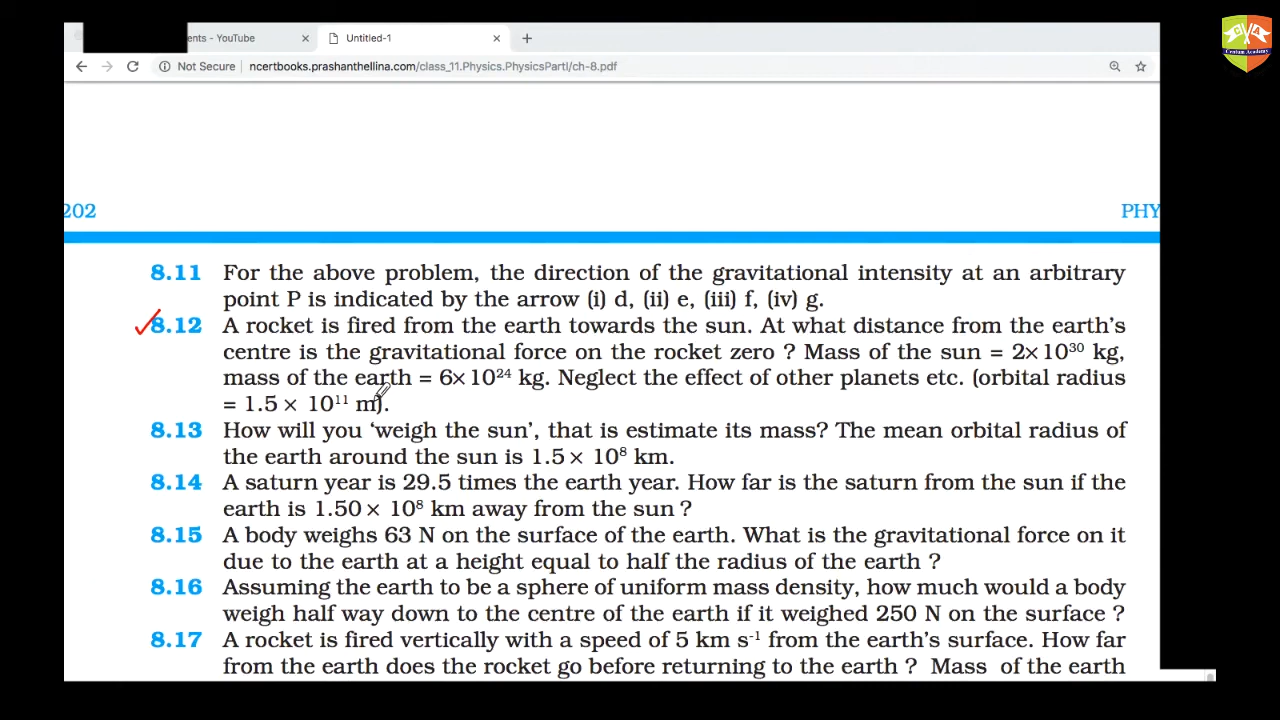 ents - YouTube
Untitled-1
Not Secure
ncertbooks.prashanthellina.com/class_11.Physics.PhysicsPartI/ch-8.pdf
Centum Academy
202
PHY
8.11 For the above problem, the direction of the gravitational intensity at an arbitrary
point P is indicated by the arrow (i) d, (ii) e, (iii) f, (iv) g.
8.12 A rocket is fired from the earth towards the sun. At what distance from the earth's
centre is the gravitational force on the rocket zero ? Mass of the sun = 2×10³⁰ kg,
mass of the earth = 6×10²⁴ kg. Neglect the effect of other planets etc. (orbital radius
= 1.5 × 10¹¹ m).
8.13 How will you ‘weigh the sun’, that is estimate its mass? The mean orbital radius of
the earth around the sun is 1.5 × 10⁸ km.
8.14 A saturn year is 29.5 times the earth year. How far is the saturn from the sun if the
earth is 1.50 × 10⁸ km away from the sun ?
8.15 A body weighs 63 N on the surface of the earth. What is the gravitational force on it
due to the earth at a height equal to half the radius of the earth ?
8.16 Assuming the earth to be a sphere of uniform mass density, how much would a body
weigh half way down to the centre of the earth if it weighed 250 N on the surface ?
8.17 A rocket is fired vertically with a speed of 5 km s⁻¹ from the earth's surface. How far
from the earth does the rocket go before returning to the earth ? Mass of the earth